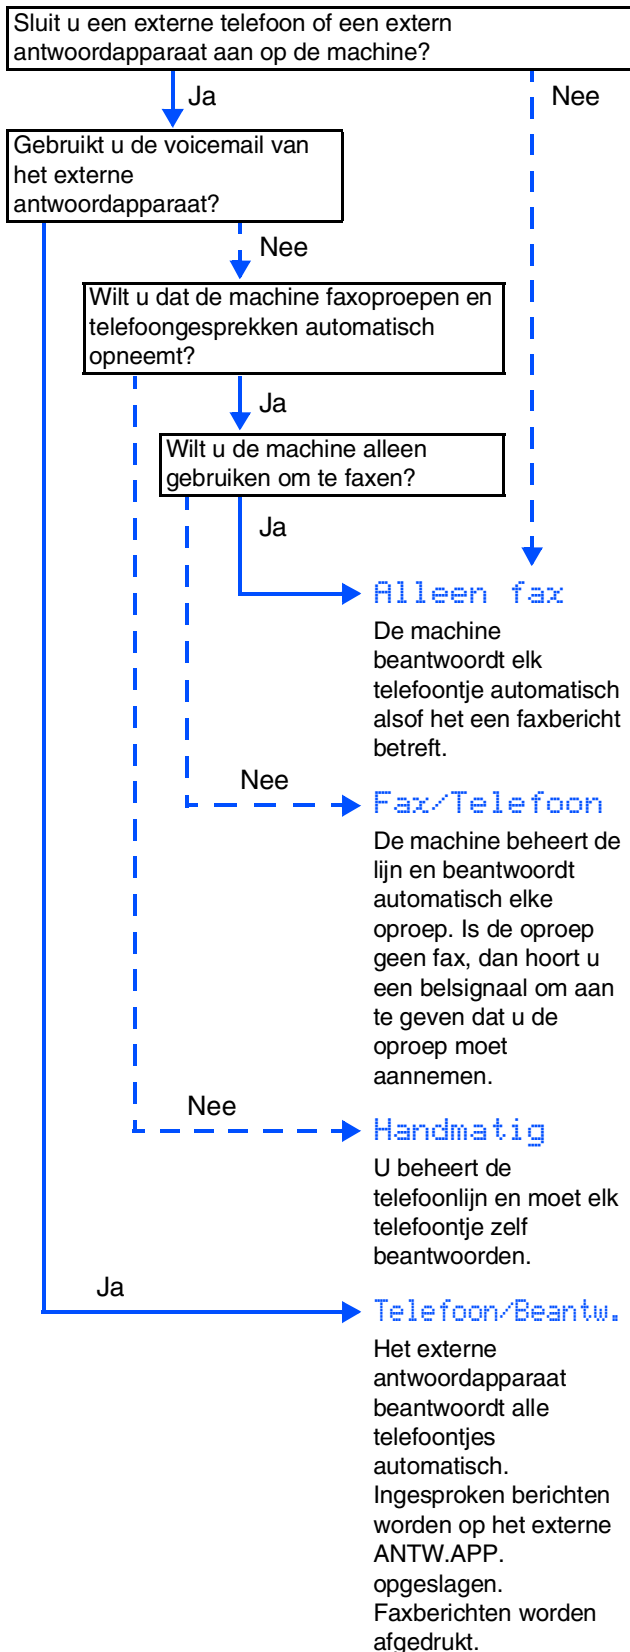 Sluit u een externe telefoon of een extern
antwoordapparaat aan op de machine?
Ja
Nee
Gebruikt u de voicemail van
het externe
antwoordapparaat?
Nee
Wilt u dat de machine faxoproepen en
telefoongesprekken automatisch
opneemt?
Ja
Wilt u de machine alleen
gebruiken om te faxen?
Ja
Alleen fax
De machine
beantwoordt elk
telefoontje automatisch
alsof het een faxbericht
betreft.
Nee
Fax/Telefoon
De machine beheert de
lijn en beantwoordt
automatisch elke
oproep. Is de oproep
geen fax, dan hoort u
een belsignaal om aan
te geven dat u de
oproep moet
aannemen.
Nee
Handmatig
U beheert de
telefoonlijn en moet elk
telefoontje zelf
beantwoorden.
Ja
Telefoon/Beantw.
Het externe
antwoordapparaat
beantwoordt alle
telefoontjes
automatisch.
Ingesproken berichten
worden op het externe
ANTW.APP.
opgeslagen.
Faxberichten worden
afgedrukt.